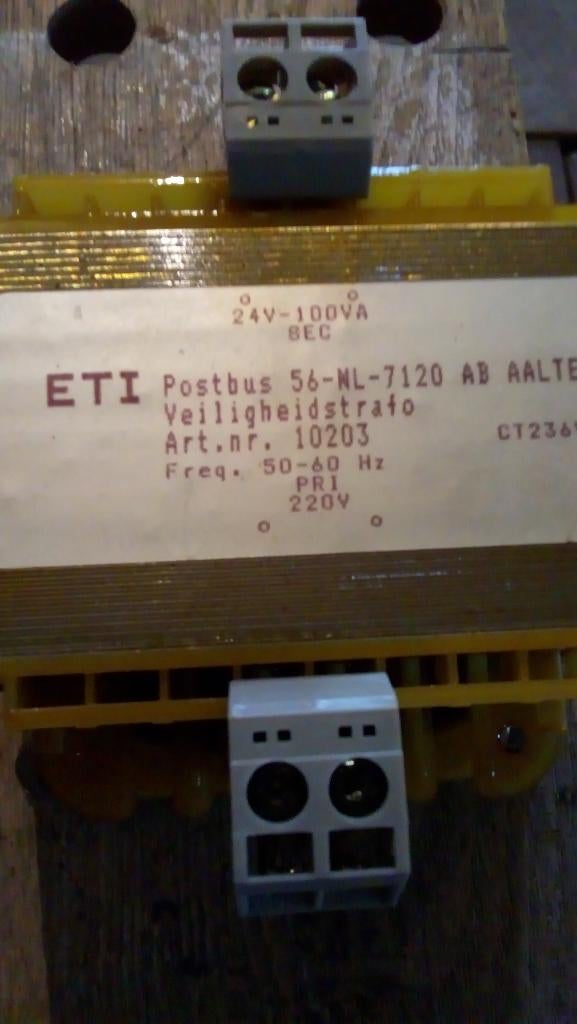 24V-100VA
SEC
ETI Postbus 56-NL-7120 AB AALTE
Veiligheidstrafo
Art.nr. 10203
CT236
Freq. 50-60 Hz
PRI
220V